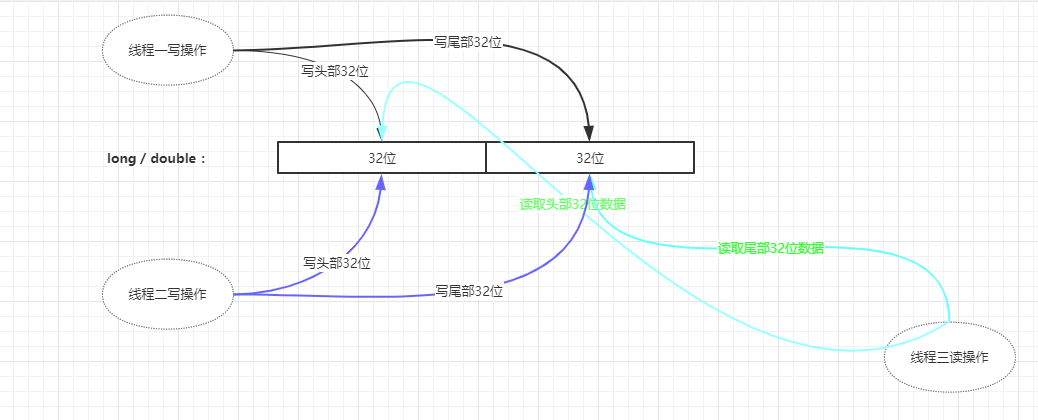 线程一写操作
写尾部32位
写头部32位
long / double：
32位
32位
读取头部32位数据
读取尾部32位数据
写头部32位
线程二写操作
写尾部32位
线程三读操作